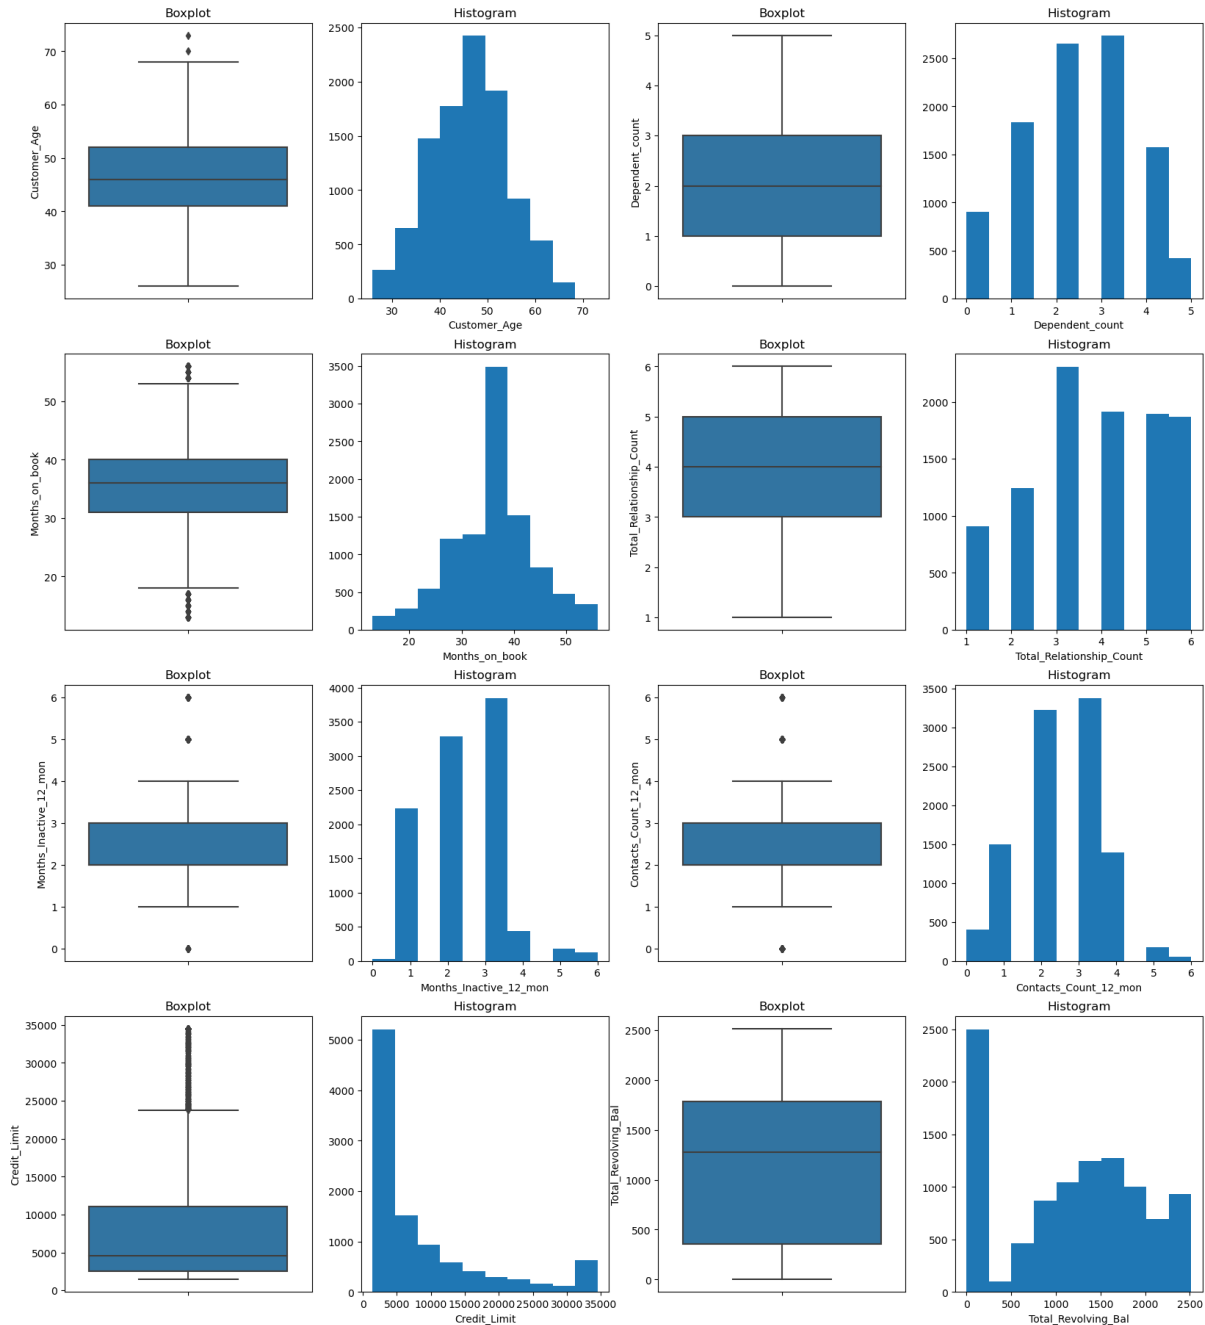 Boxplot
70
60
50
40
30
Customer_Age
Histogram
2500
2000
1500
1000
500
0
30 40 50 60 70
Customer_Age
Boxplot
5
4
3
2
1
0
Dependent_count
Histogram
2500
2000
1500
1000
500
0
0 1 2 3 4 5
Dependent_count
Boxplot
50
40
30
20
Months_on_book
Histogram
3500
3000
2500
2000
1500
1000
500
0
20 30 40 50
Months_on_book
Boxplot
6
5
4
3
2
1
Total_Relationship_Count
Histogram
2000
1500
1000
500
0
1 2 3 4 5 6
Total_Relationship_Count
Boxplot
6
5
4
3
2
1
0
Months_Inactive_12_mon
Histogram
4000
3500
3000
2500
2000
1500
1000
500
0
0 1 2 3 4 5 6
Months_Inactive_12_mon
Boxplot
6
5
4
3
2
1
0
Contacts_Count_12_mon
Histogram
3500
3000
2500
2000
1500
1000
500
0
0 1 2 3 4 5 6
Contacts_Count_12_mon
Boxplot
35000
30000
25000
20000
15000
10000
5000
0
Credit_Limit
Histogram
5000
4000
3000
2000
1000
0
0 5000 10000 15000 20000 25000 30000 35000
Credit_Limit
Boxplot
2500
2000
1500
1000
500
0
Total_Revolving_Bal
Histogram
2500
2000
1500
1000
500
0
0 500 1000 1500 2000 2500
Total_Revolving_Bal